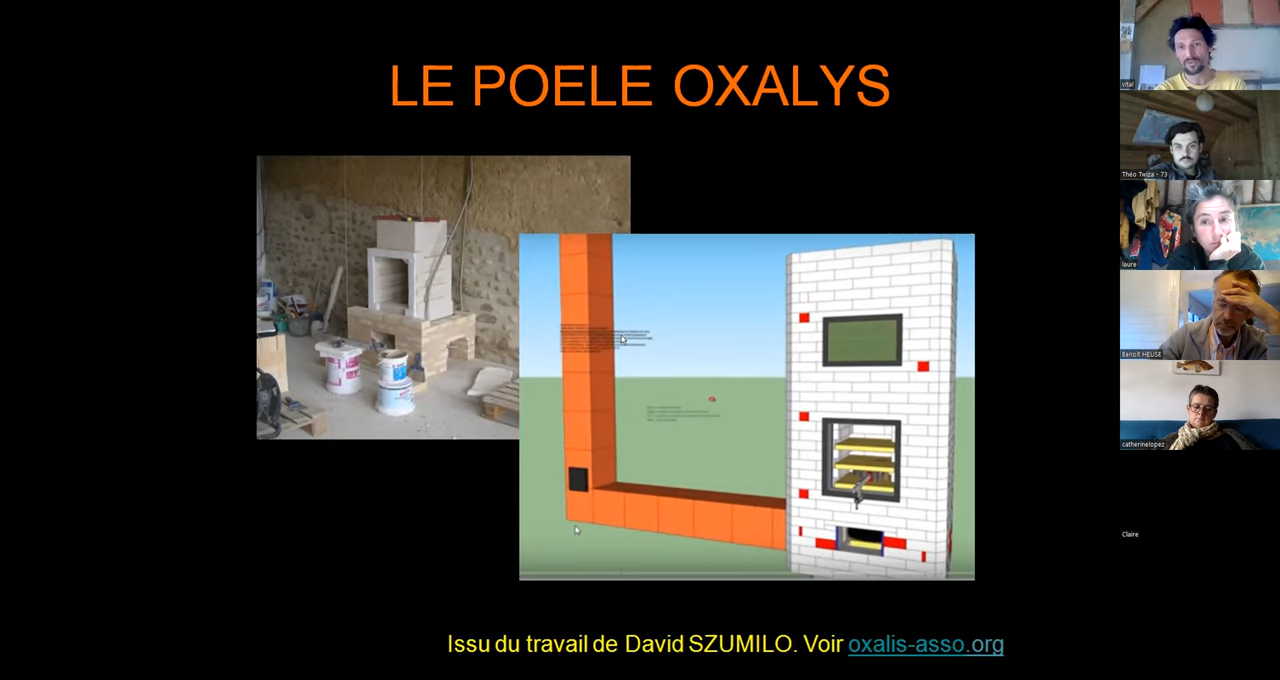 LE POELE OXALYS
Issu du travail de David SZUMILO. Voir oxalis-asso.org
vital
Théo Twiza - 73
laure
Benoît HEUSE
catherinelopez
Claire